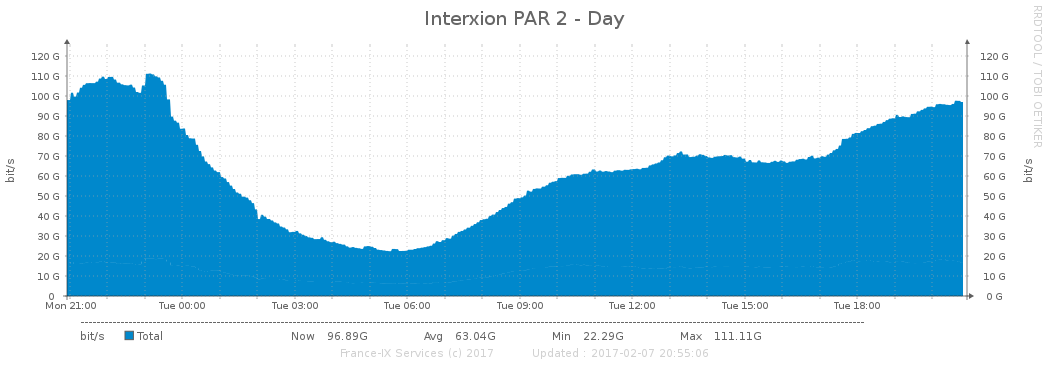 Interxion PAR 2 - Day
RRDTOOL / TOBI OETIKER
120 G 120 G
110 G 110 G
100 G 100 G
90 G 90 G
80 G 80 G
70 G 70 G
60 G 60 G
50 G 50 G
40 G 40 G
30 G 30 G
20 G 20 G
10 G 10 G
0 0 G
bit/s bit/s
Mon 21:00 Tue 00:00 Tue 03:00 Tue 06:00 Tue 09:00 Tue 12:00 Tue 15:00 Tue 18:00
bit/s Total Now 96.89G Avg 63.04G Min 22.29G Max 111.11G
France-IX Services (c) 2017 Updated : 2017-02-07 20:55:06